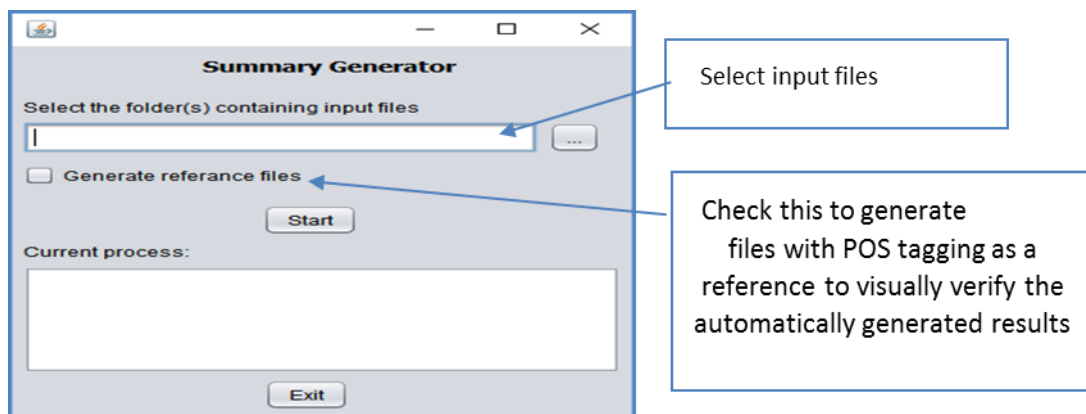 Summary Generator
Select the folder(s) containing input files
...
Generate referance files
Start
Current process:
Exit
Select input files
Check this to generate
files with POS tagging as a
reference to visually verify the
automatically generated results